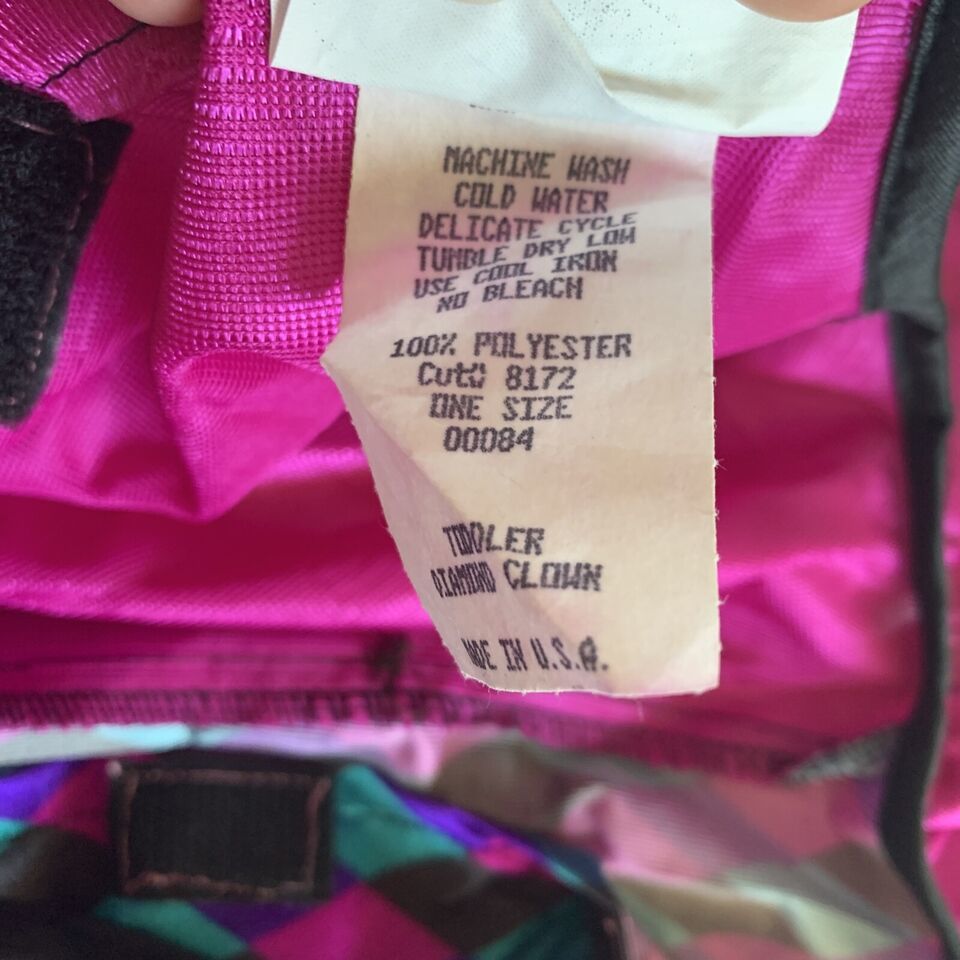 MACHINE WASH
COLD WATER
DELICATE CYCLE
TUMBLE DRY LOW
USE COOL IRON
NO BLEACH
100% POLYESTER
Cut# 8172
ONE SIZE
00084
TODDLER
DIAMOND CLOWN
MADE IN U.S.A.